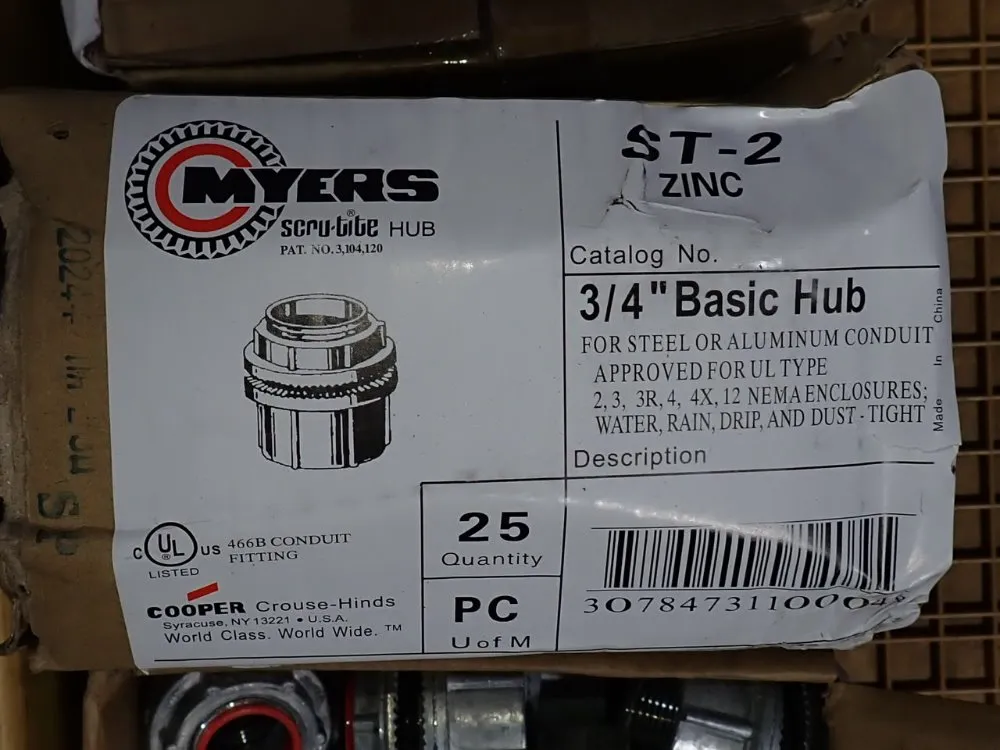 MYERS
scru-tite® HUB
PAT. NO. 3,104,120
ST-2
ZINC
Catalog No.
3/4" Basic Hub
FOR STEEL OR ALUMINUM CONDUIT
APPROVED FOR UL TYPE
2, 3, 3R, 4, 4X, 12 NEMA ENCLOSURES;
WATER, RAIN, DRIP, AND DUST-TIGHT
Made In China
Description
C UL® US 466B CONDUIT
FITTING
LISTED
COOPER Crouse-Hinds
Syracuse, NY 13221 • U.S.A.
World Class. World Wide. ™
25
Quantity
PC
U of M